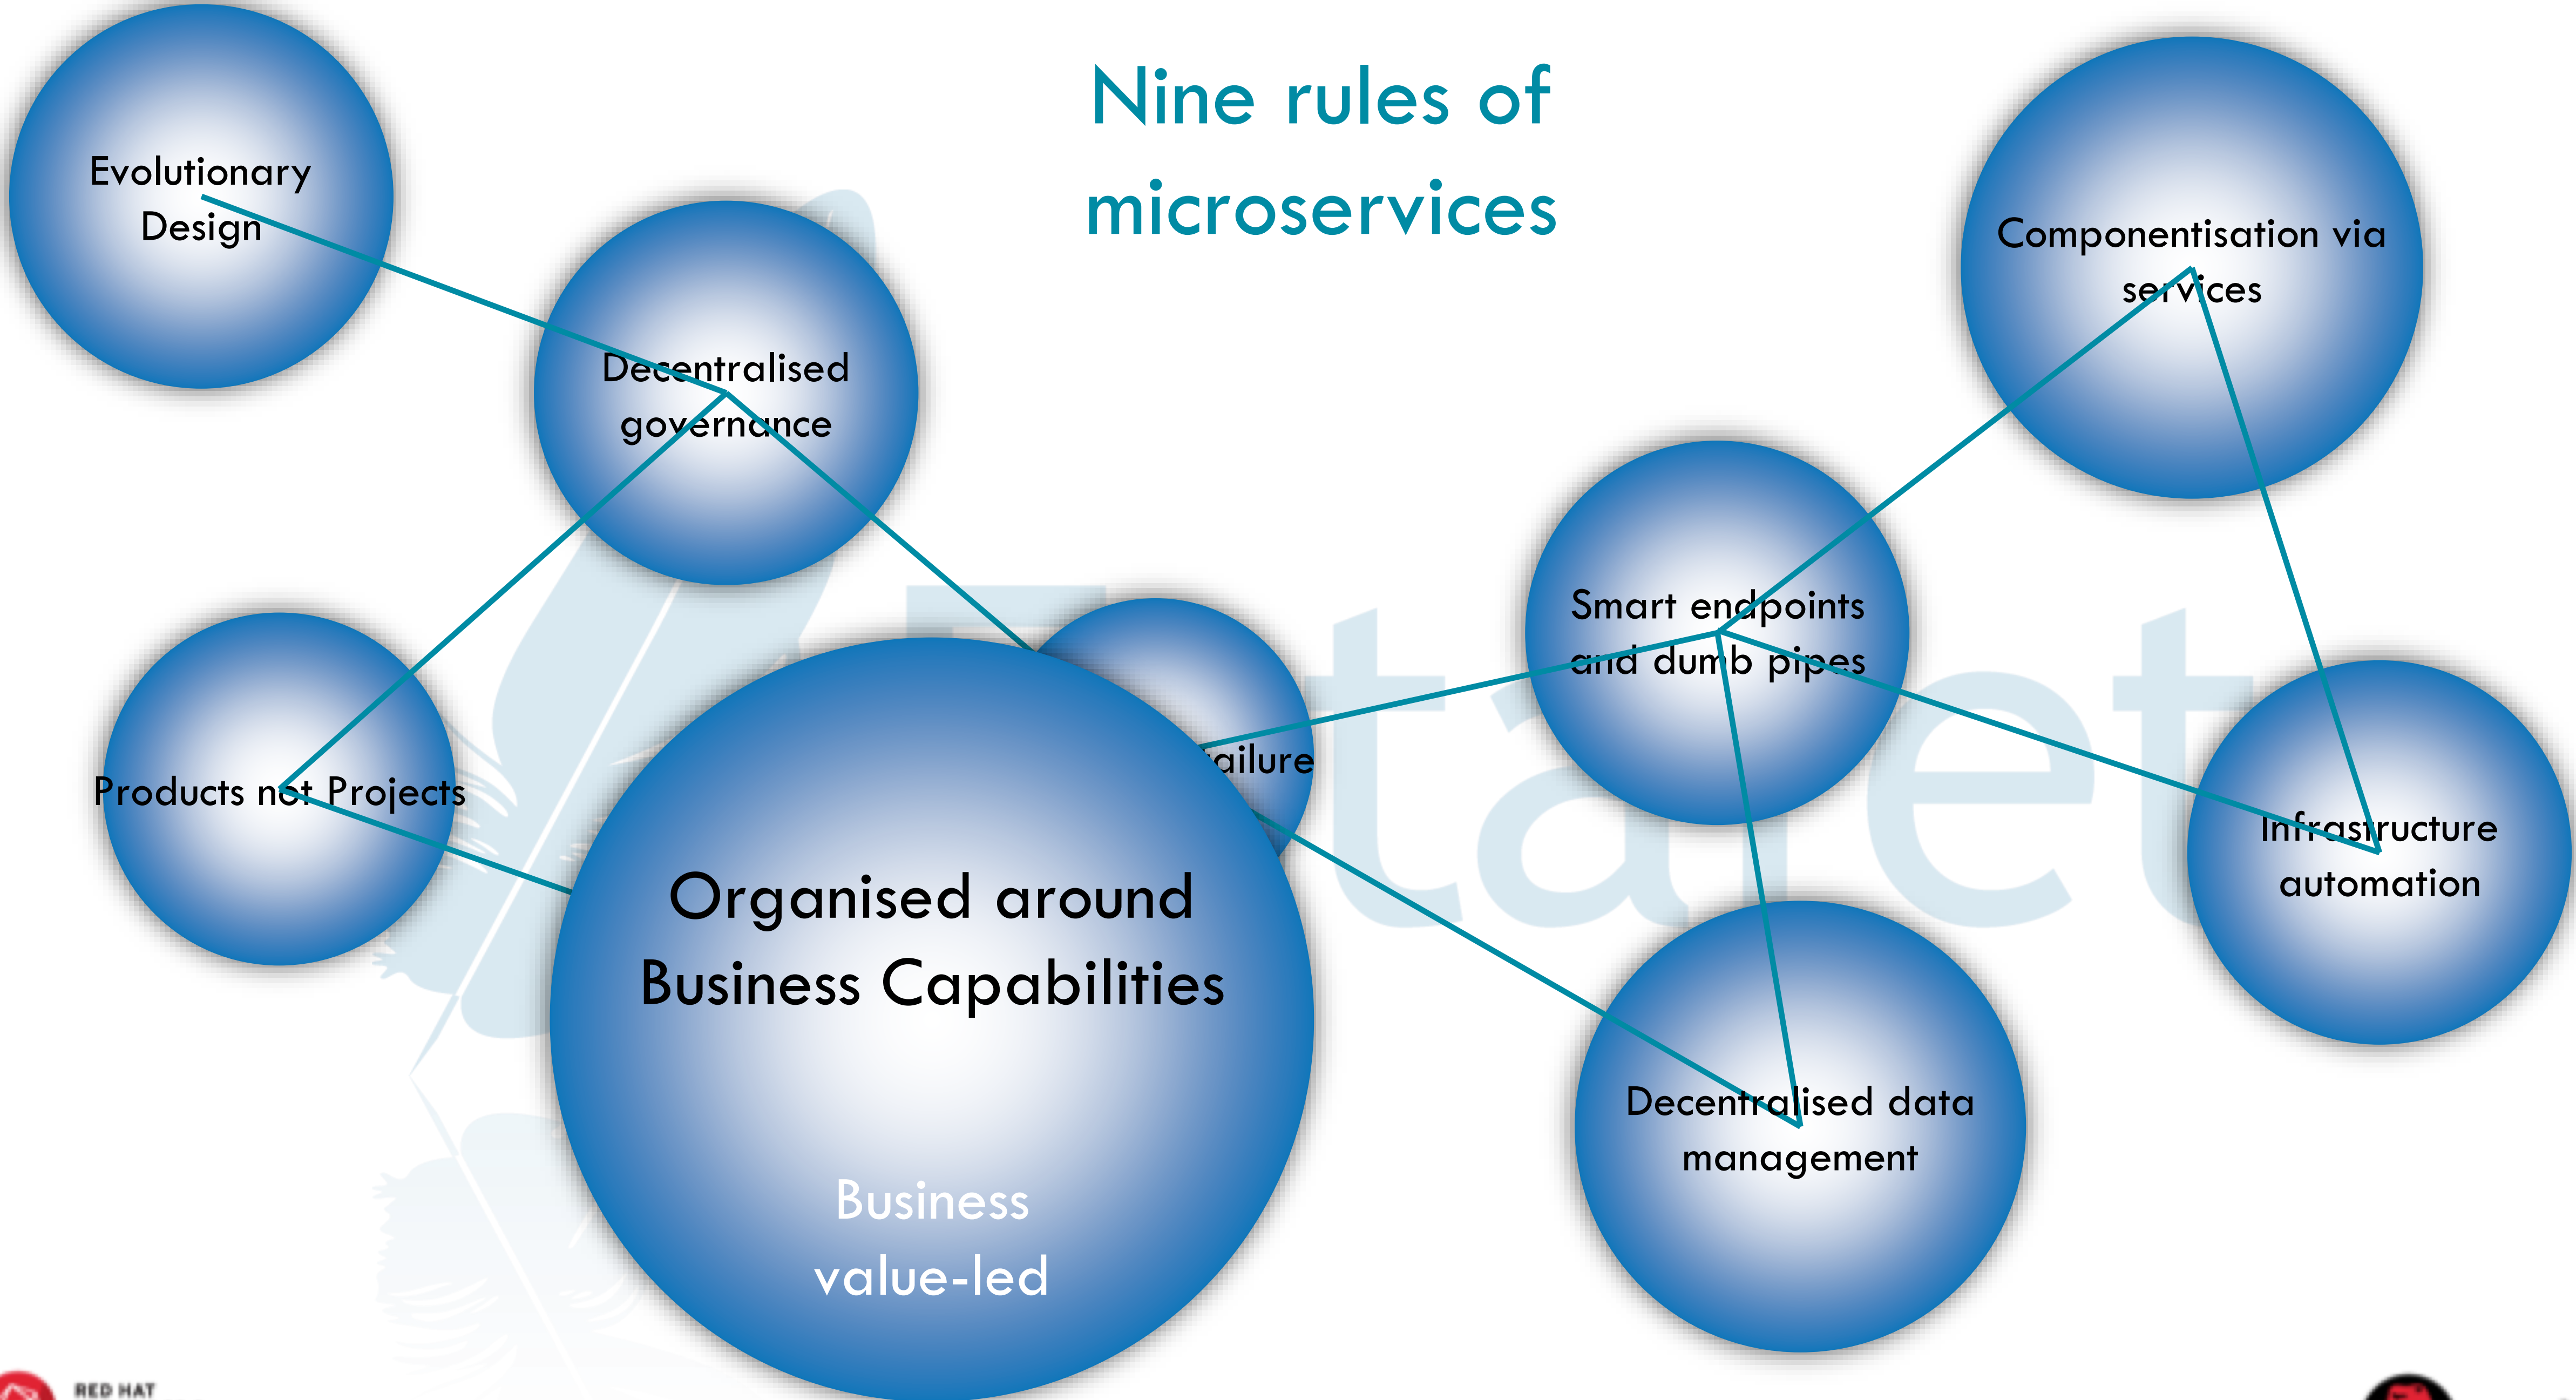 Nine rules of
microservices
Evolutionary
Design
Componentisation via
services
Decentralised
governance
Smart endpoints
and dumb pipes
ailure
Products not Projects
Infrastructure
automation
Organised around
Business Capabilities
Decentralised data
management
Business
value-led
RED HAT